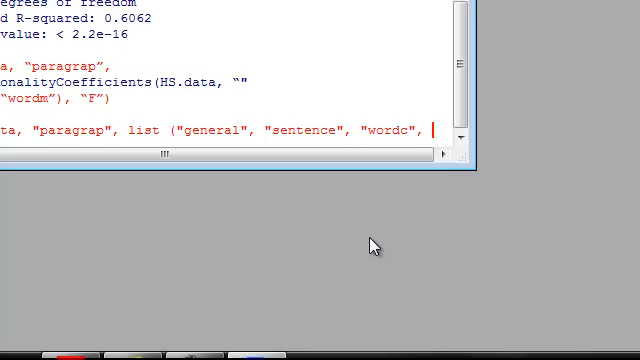 egrees of freedom
d R-squared: 0.6062
value: < 2.2e-16
ta, “paragrap”,
onalityCoefficients(HS.data, “"
“wordm”), “F”)
ta, "paragrap", list ("general", "sentence", "wordc",